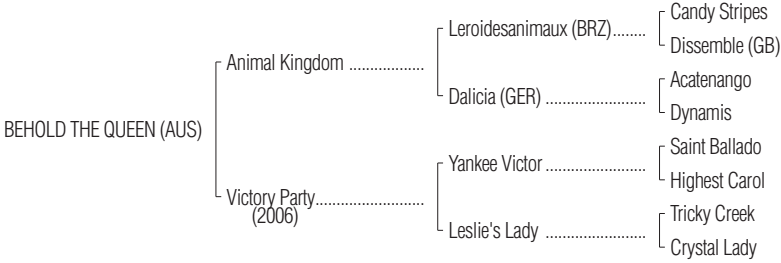 Candy Stripes
Leroidesanimaux (BRZ)........
Dissemble (GB)
Animal Kingdom ..................
Acatenango
Dalicia (GER) ........................
Dynamis
BEHOLD THE QUEEN (AUS)
Saint Ballado
Yankee Victor ........................
Highest Carol
Victory Party..........................
(2006)
Tricky Creek
Leslie's Lady ........................
Crystal Lady